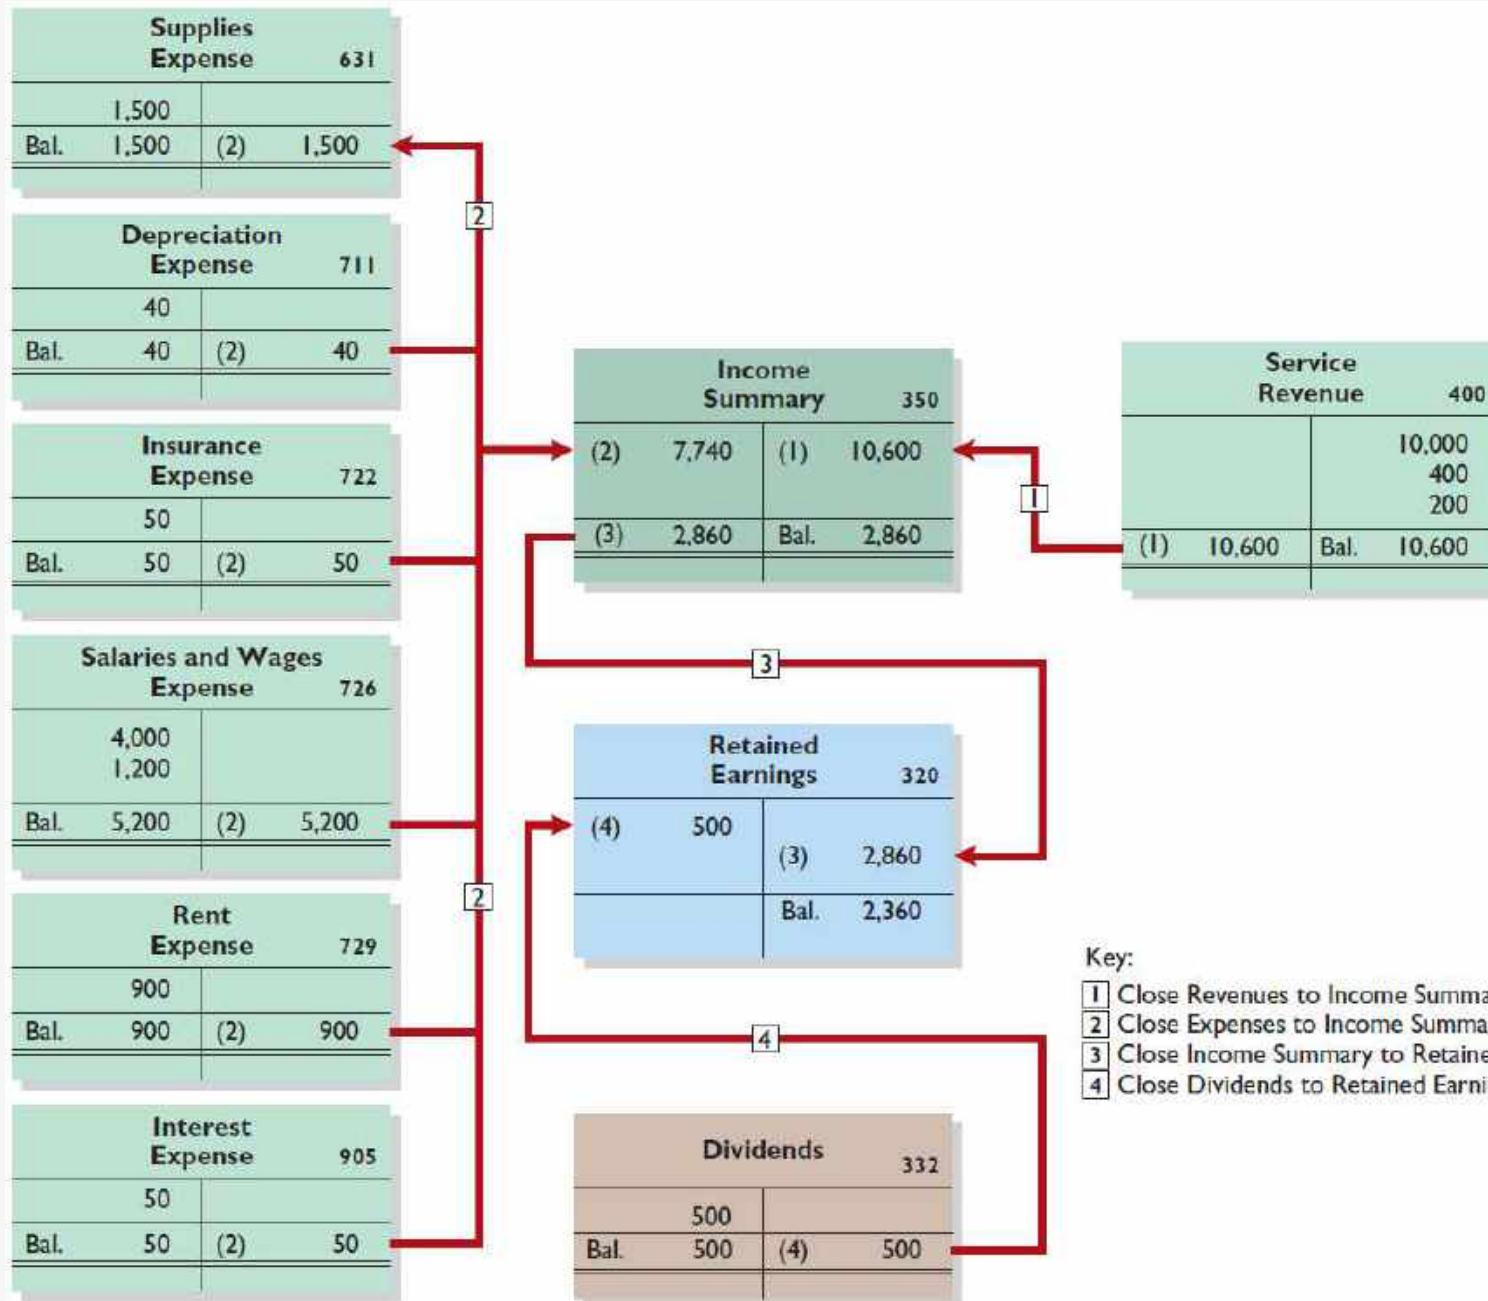 Supplies
Expense 631
1,500
Bal. 1,500 (2) 1,500
Depreciation
Expense 711
40
Bal. 40 (2) 40
Insurance
Expense 722
50
Bal. 50 (2) 50
Salaries and Wages
Expense 726
4,000
1,200
Bal. 5,200 (2) 5,200
Rent
Expense 729
900
Bal. 900 (2) 900
Interest
Expense 905
50
Bal. 50 (2) 50
2
2
Income
Summary 350
(2) 7,740 (1) 10,600
(3) 2,860 Bal. 2,860
1
Service
Revenue 400
10,000
400
200
(1) 10,600 Bal. 10,600
3
Retained
Earnings 320
(4) 500
(3) 2,860
Bal. 2,360
4
Dividends 332
500
Bal. 500 (4) 500
Key:
1 Close Revenues to Income Summa
2 Close Expenses to Income Summa
3 Close Income Summary to Retaine
4 Close Dividends to Retained Earni